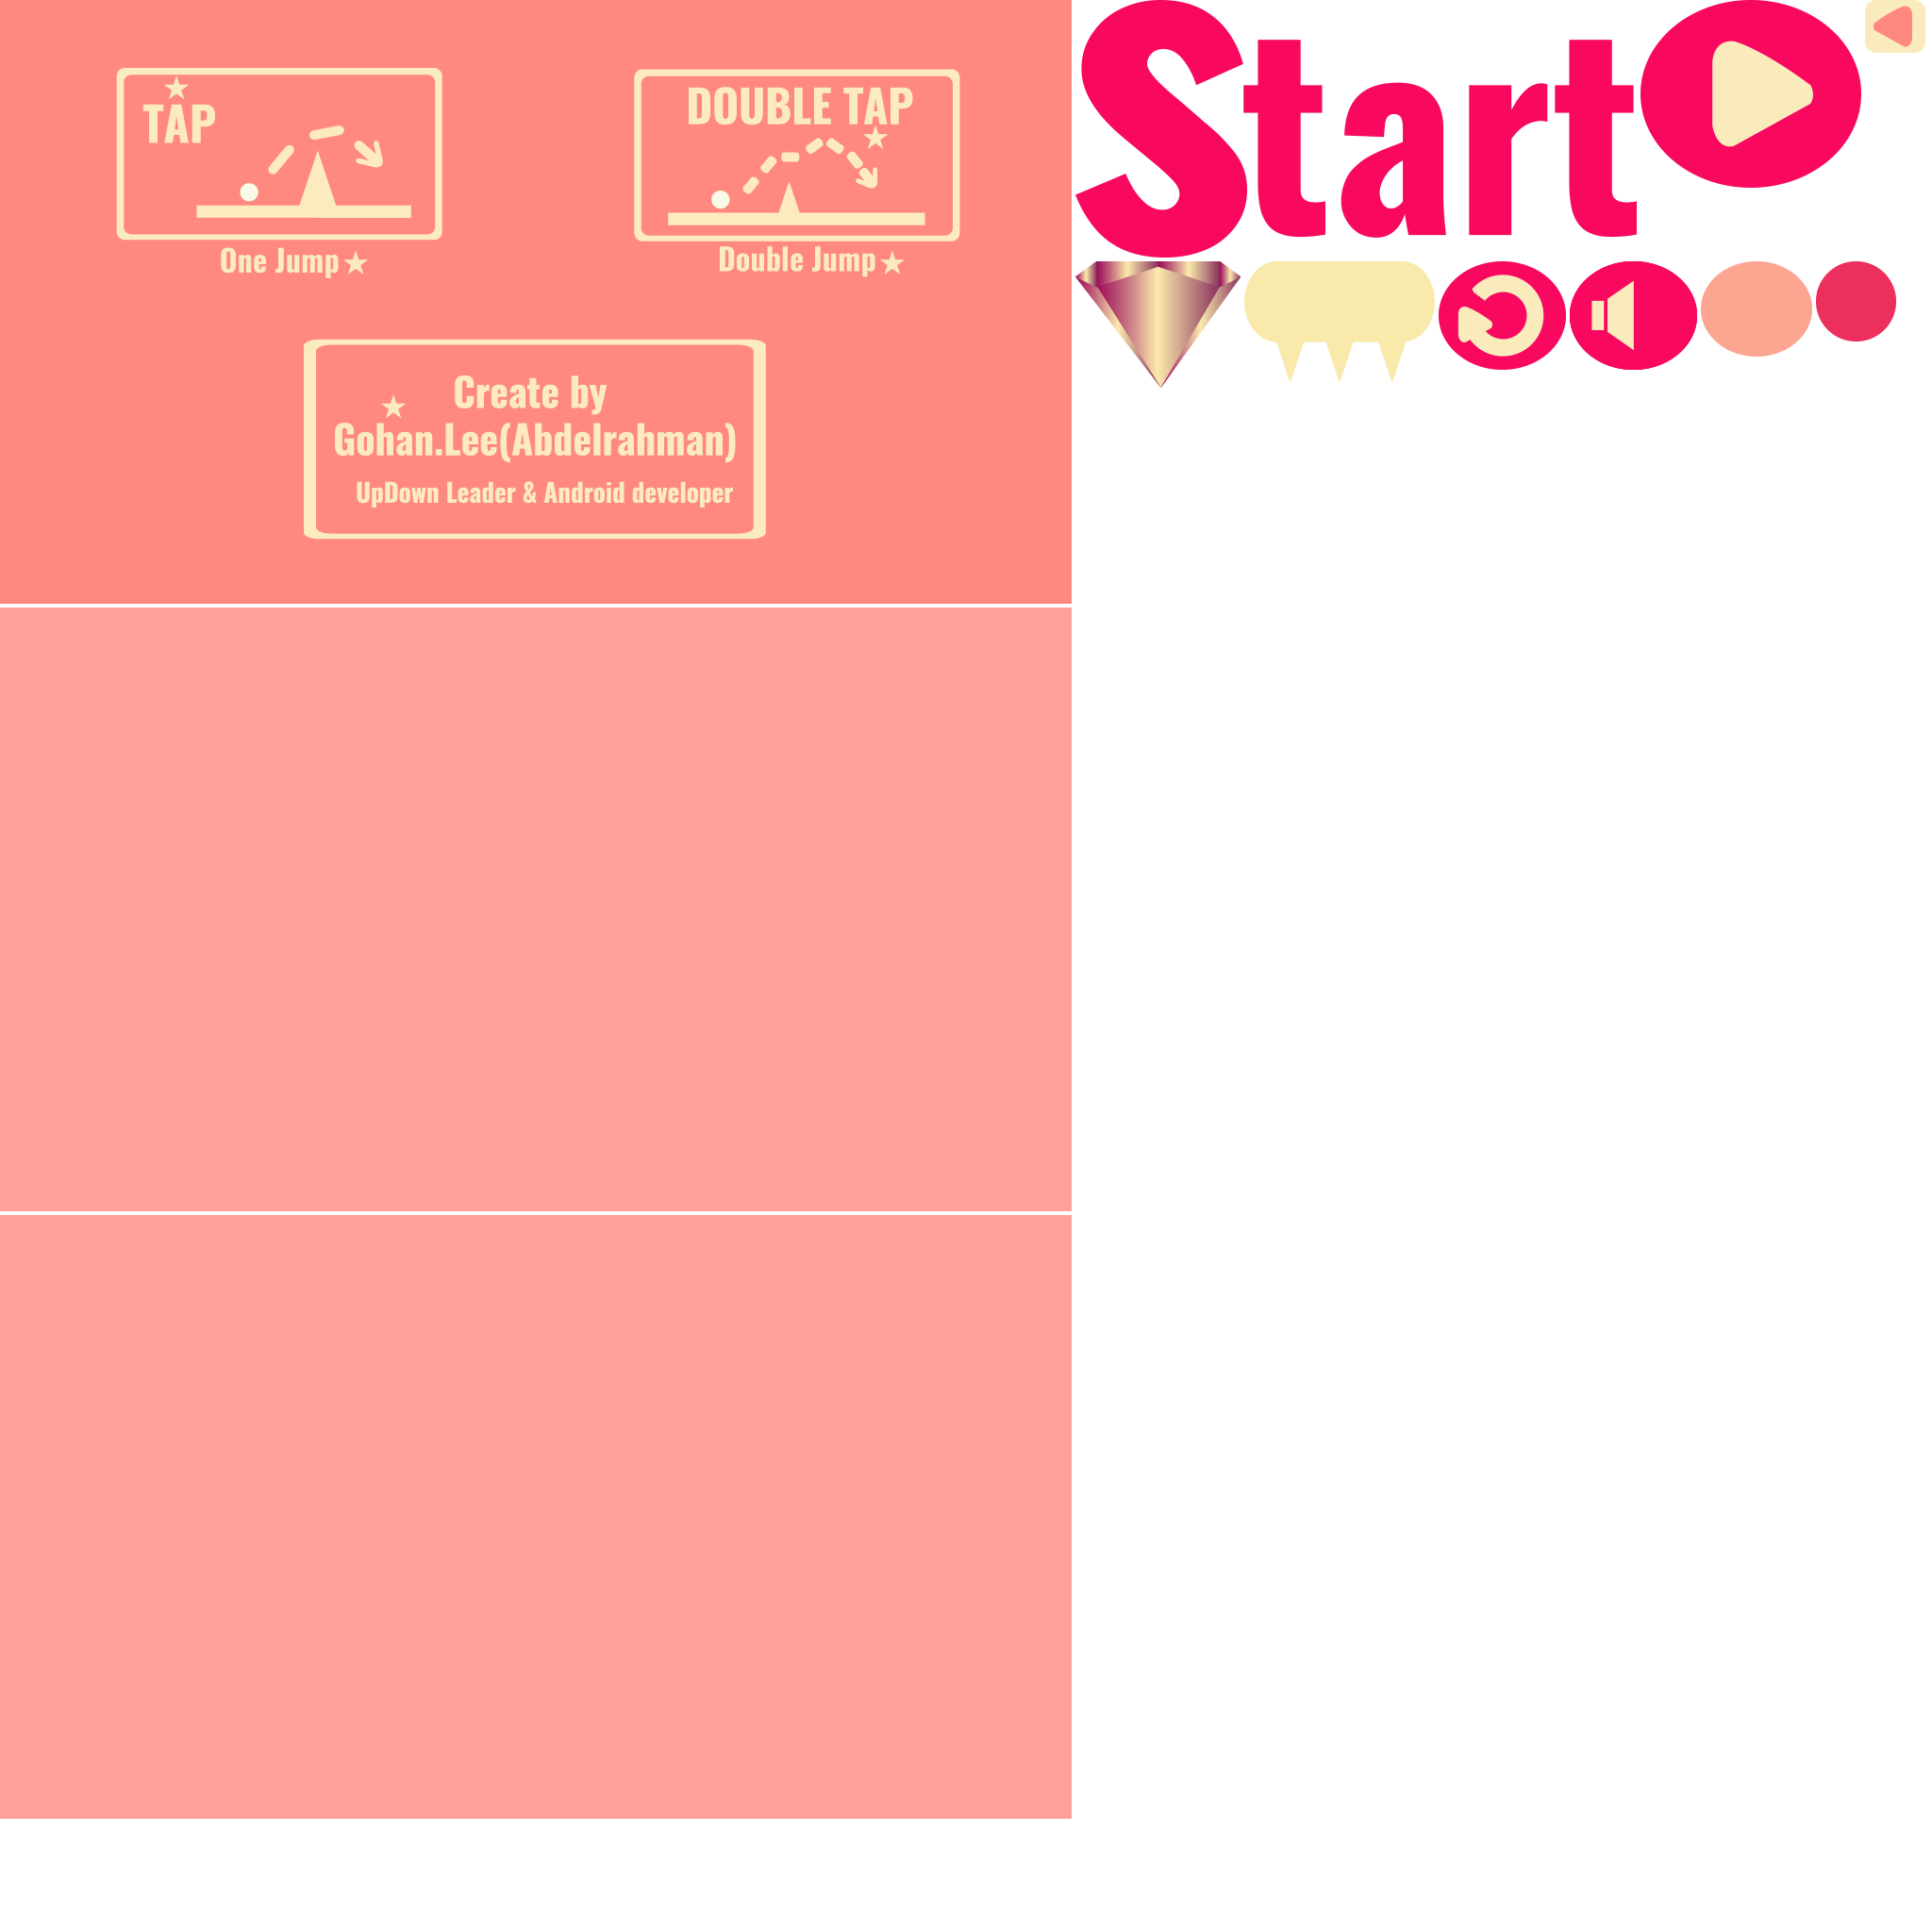 TAP
One Jump
DOUBLE TAP
Double Jump
Create by
Gohan.Lee(Abdelrahman)
UpDown Leader & Android developer
Start